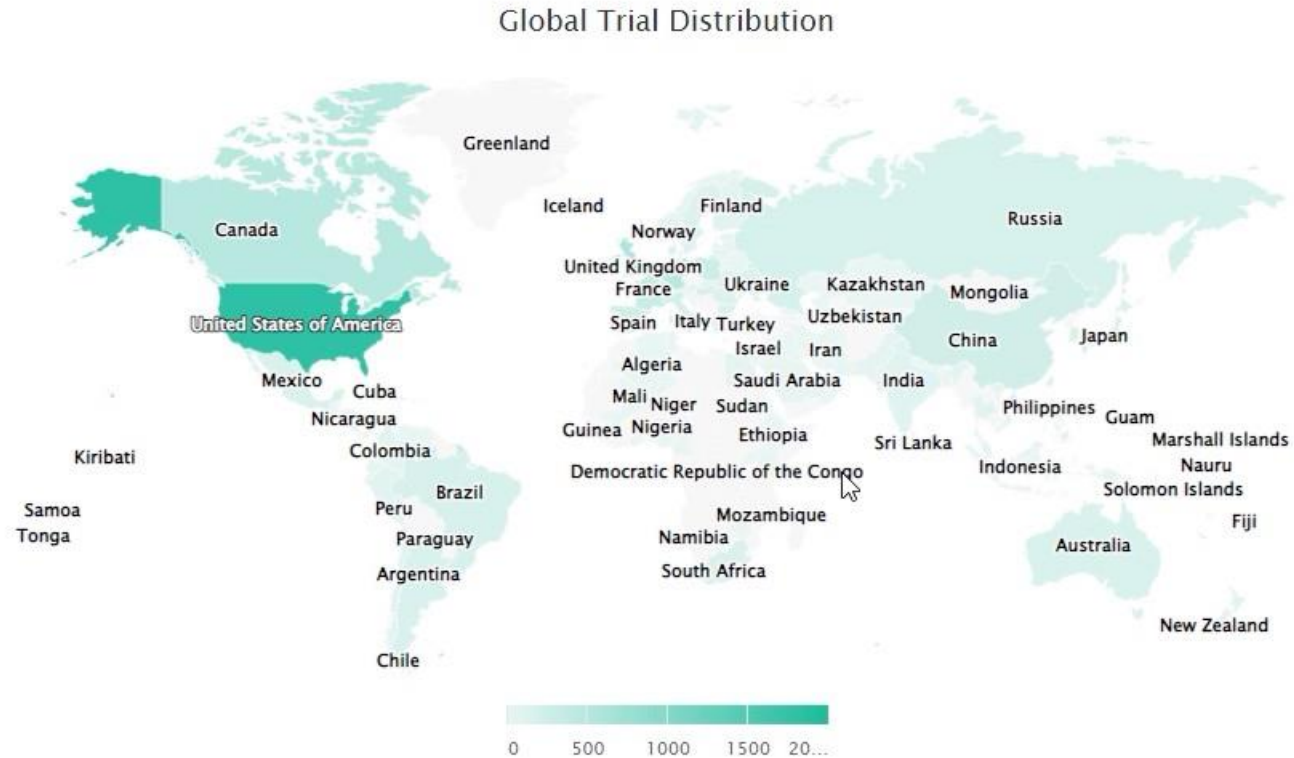 Global Trial Distribution
Greenland
Iceland
Finland
Russia
Canada
Norway
United Kingdom
Ukraine
Kazakhstan
Mongolia
France
United States of America
Spain
Italy
Turkey
Uzbekistan
China
Japan
Israel
Iran
Algeria
Mexico
Cuba
Saudi Arabia
India
Mali
Niger
Sudan
Philippines
Guam
Nicaragua
Guinea
Nigeria
Ethiopia
Sri Lanka
Marshall Islands
Colombia
Kiribati
Democratic Republic of the Congo
Indonesia
Nauru
Brazil
Solomon Islands
Samoa
Peru
Mozambique
Fiji
Tonga
Paraguay
Namibia
Australia
Argentina
South Africa
New Zealand
Chile
0 500 1000 1500 20...